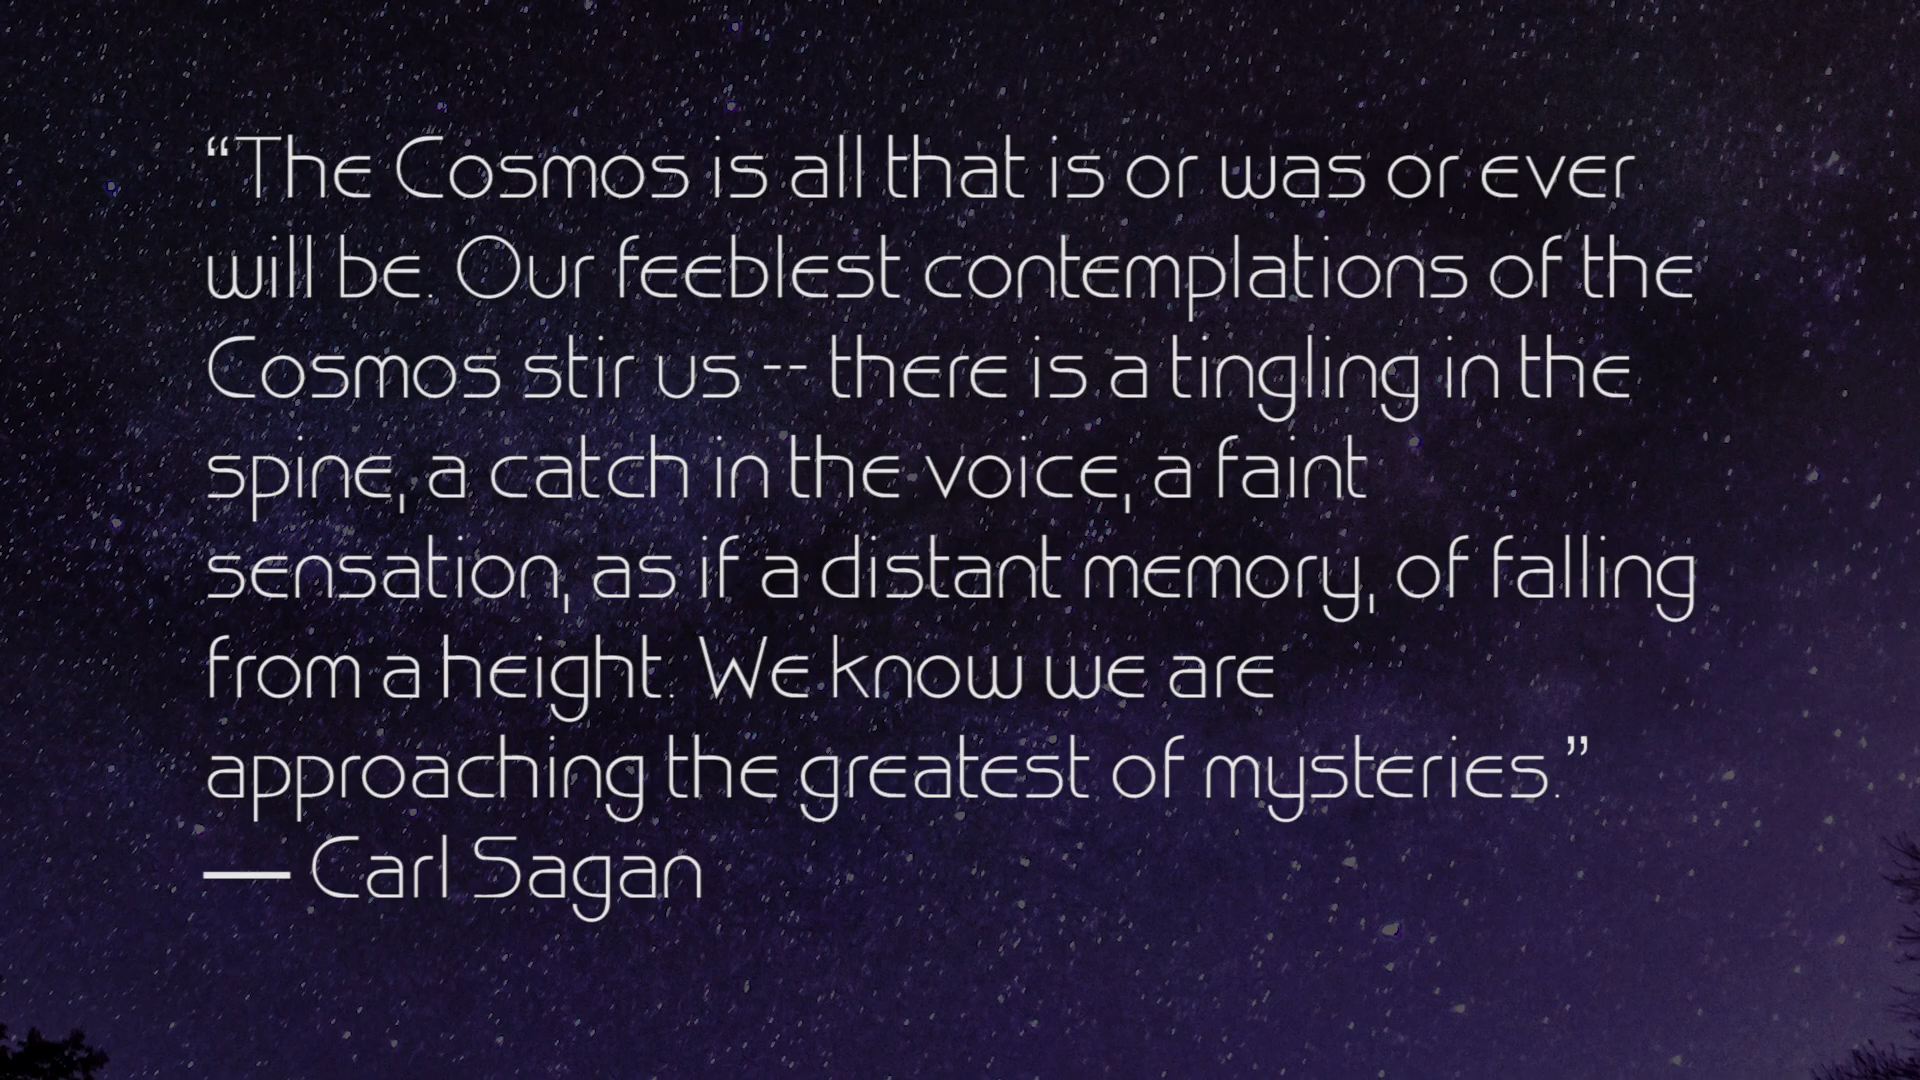 “The Cosmos is all that is or was or ever
will be. Our feeblest contemplations of the
Cosmos stir us -- there is a tingling in the
spine, a catch in the voice, a faint
sensation, as if a distant memory, of falling
from a height. We know we are
approaching the greatest of mysteries.”
— Carl Sagan